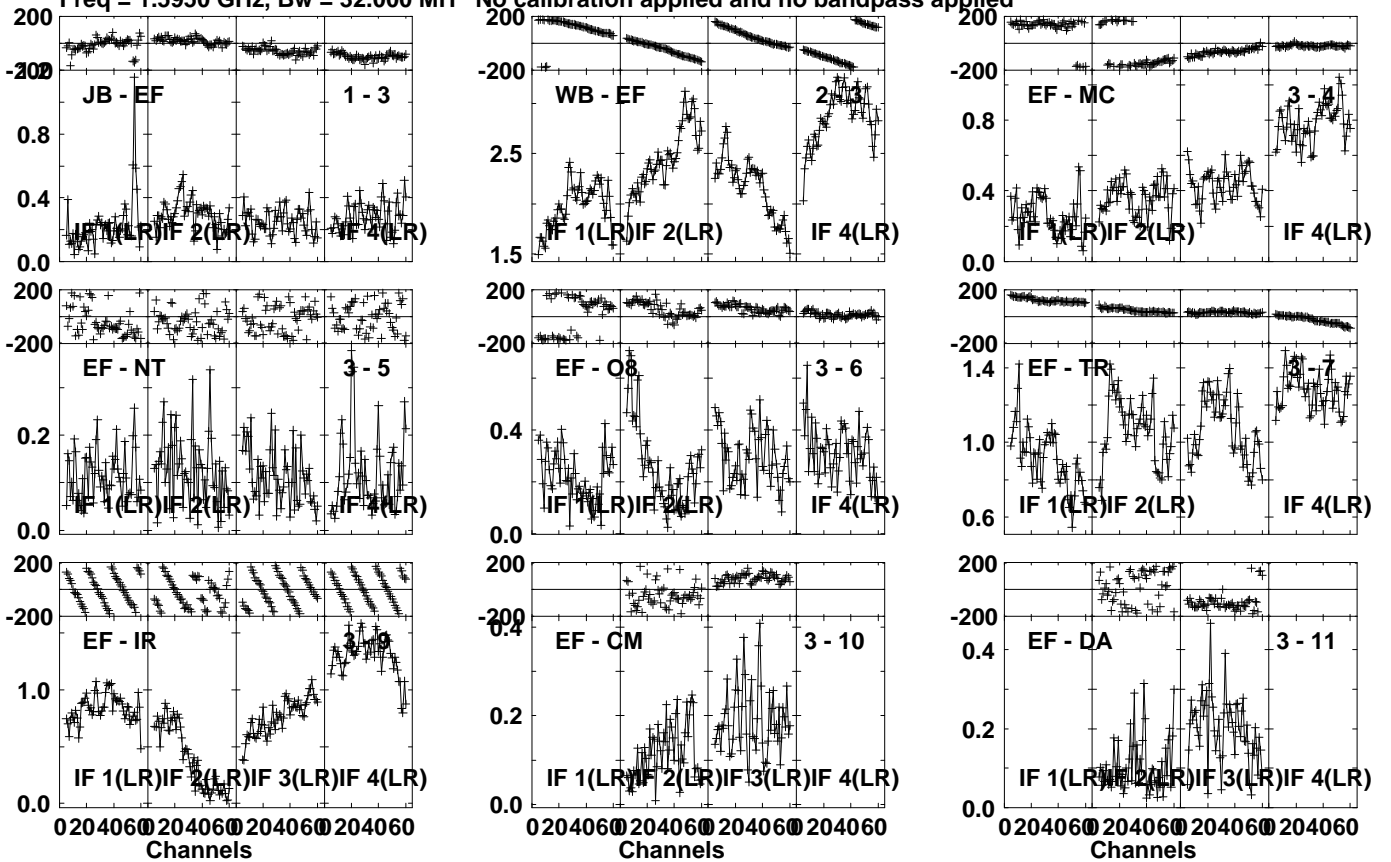 Freq = 1.5950 GHz, Bw = 32.000 MH No calibration applied and no bandpass applied
200
-200
1.2
0.8
0.4
0.0
JB - EF 1 - 3
IF 1(LR) IF 2(LR) IF 4(LR)
200
-200
2.5
1.5
WB - EF 2 - 3
IF 1(LR) IF 2(LR) IF 4(LR)
200
-200
0.8
0.4
0.0
EF - MC 3 - 4
IF 1(LR) IF 2(LR) IF 4(LR)
200
-200
0.2
0.0
EF - NT 3 - 5
IF 1(LR) IF 2(LR) IF 4(LR)
200
-200
0.4
0.0
EF - O8 3 - 6
IF 1(LR) IF 2(LR) IF 4(LR)
200
-200
1.4
1.0
0.6
EF - TR 3 - 7
IF 1(LR) IF 2(LR) IF 4(LR)
200
-200
1.0
0.0
EF - IR 3 - 9
IF 1(LR) IF 2(LR) IF 3(LR) IF 4(LR)
0 20 40 60 0 20 40 60 0 20 40 60 0 20 40 60
Channels
200
-200
0.4
0.2
0.0
EF - CM 3 - 10
IF 1(LR) IF 2(LR) IF 3(LR) IF 4(LR)
0 20 40 60 0 20 40 60 0 20 40 60 0 20 40 60
Channels
200
-200
0.4
0.2
0.0
EF - DA 3 - 11
IF 1(LR) IF 2(LR) IF 3(LR) IF 4(LR)
0 20 40 60 0 20 40 60 0 20 40 60 0 20 40 60
Channels